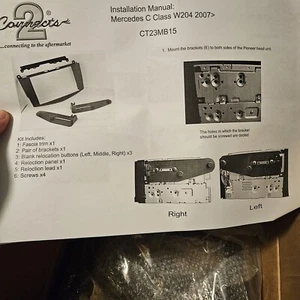 Connects 2
...connecting to the aftermarket
Installation Manual:
Mercedes C Class W204 2007>
CT23MB15
1. Mount the brackets (E) to both sides of the Pioneer head unit.
The holes in which the bracket
should be screwed are circled
Kit Includes:
1: Fascia trim x1
2: Pair of brackets x1
3: Blank relocation buttons (Left, Middle, Right) x3
4: Relocation panel x1
5: Reloction lead x1
6: Screws x4
Right
Left